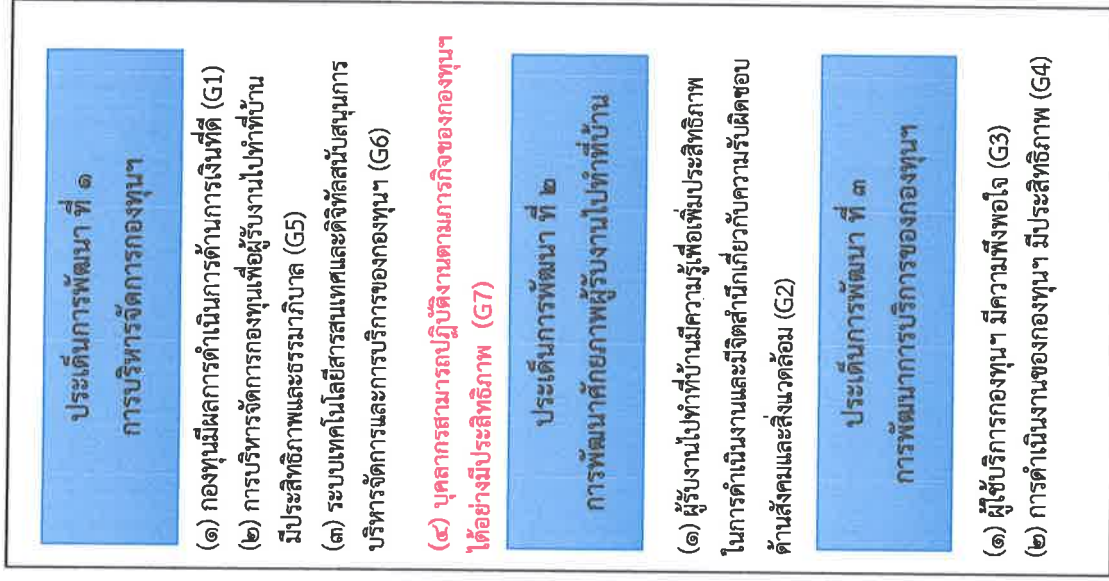 ประเด็นการพัฒนา ที่ ๑
การบริหารจัดการกองทุนฯ
(๑) กองทุนมีผลการดำเนินการด้านการเงินที่ดี (G1)
(๒) การบริหารจัดการกองทุนเพื่อผู้รับงานไปทำที่บ้าน
มีประสิทธิภาพและธรรมาภิบาล (G5)
(๓) ระบบเทคโนโลยีสารสนเทศและดิจิทัลสนับสนุนการ
บริหารจัดการและการบริการของกองทุนฯ (G6)
(๔) บุคลากรสามารถปฏิบัติงานตามภารกิจของกองทุนฯ
ได้อย่างมีประสิทธิภาพ (G7)
ประเด็นการพัฒนา ที่ ๒
การพัฒนาศักยภาพผู้รับงานไปทำที่บ้าน
(๑) ผู้รับงานไปทำที่บ้านมีความรู้เพื่อเพิ่มประสิทธิภาพ
ในการดำเนินงานและมีจิตสำนึกเกี่ยวกับความรับผิดชอบ
ด้านสังคมและสิ่งแวดล้อม (G2)
ประเด็นการพัฒนา ที่ ๓
การพัฒนาการบริการของกองทุนฯ
(๑) ผู้ใช้บริการกองทุนฯ มีความพึงพอใจ (G3)
(๒) การดำเนินงานของกองทุนฯ มีประสิทธิภาพ (G4)